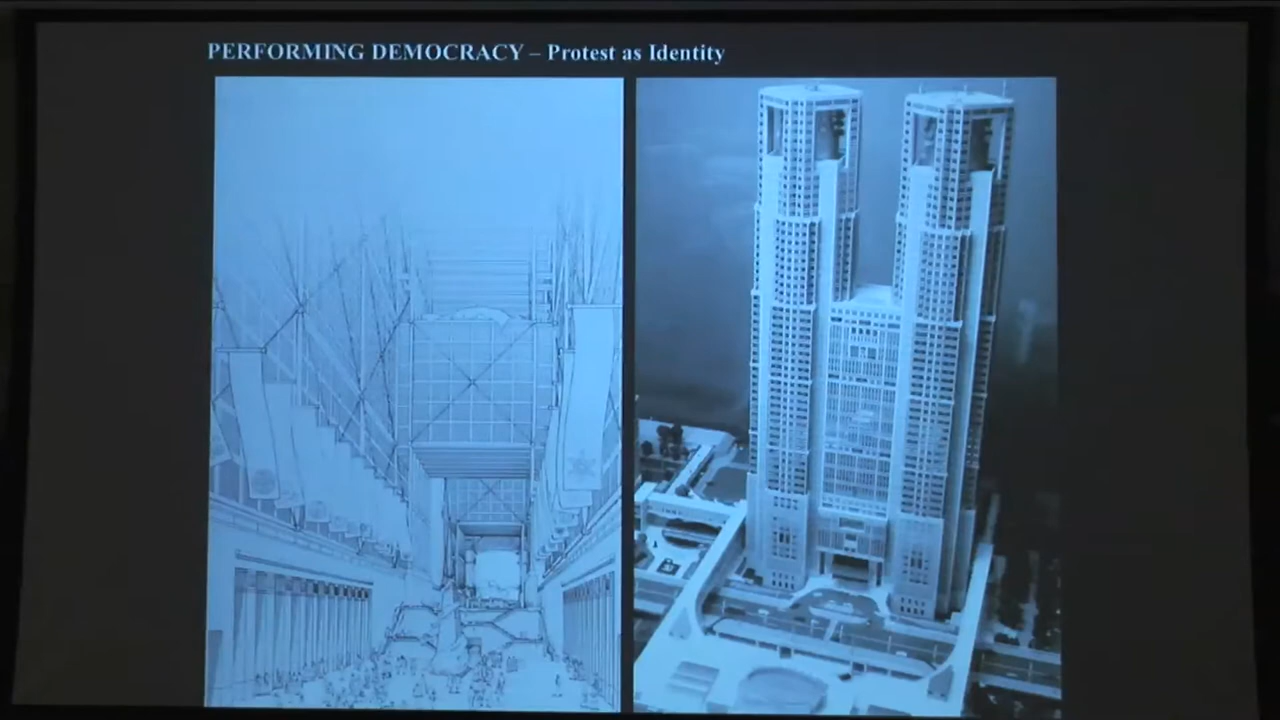 PERFORMING DEMOCRACY – Protest as Identity